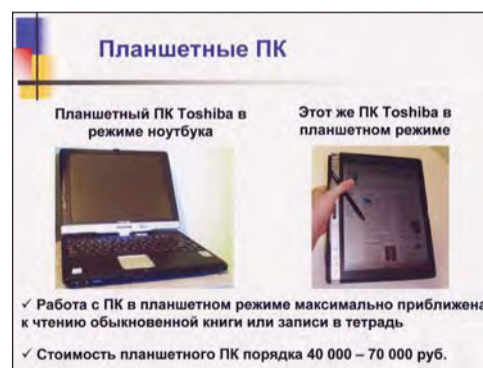 Планшетные ПК
Планшетный ПК Toshiba в
режиме ноутбука
Этот же ПК Toshiba в
планшетном режиме
✓ Работа с ПК в планшетном режиме максимально приближена
к чтению обыкновенной книги или записи в тетрадь
✓ Стоимость планшетного ПК порядка 40 000 – 70 000 руб.